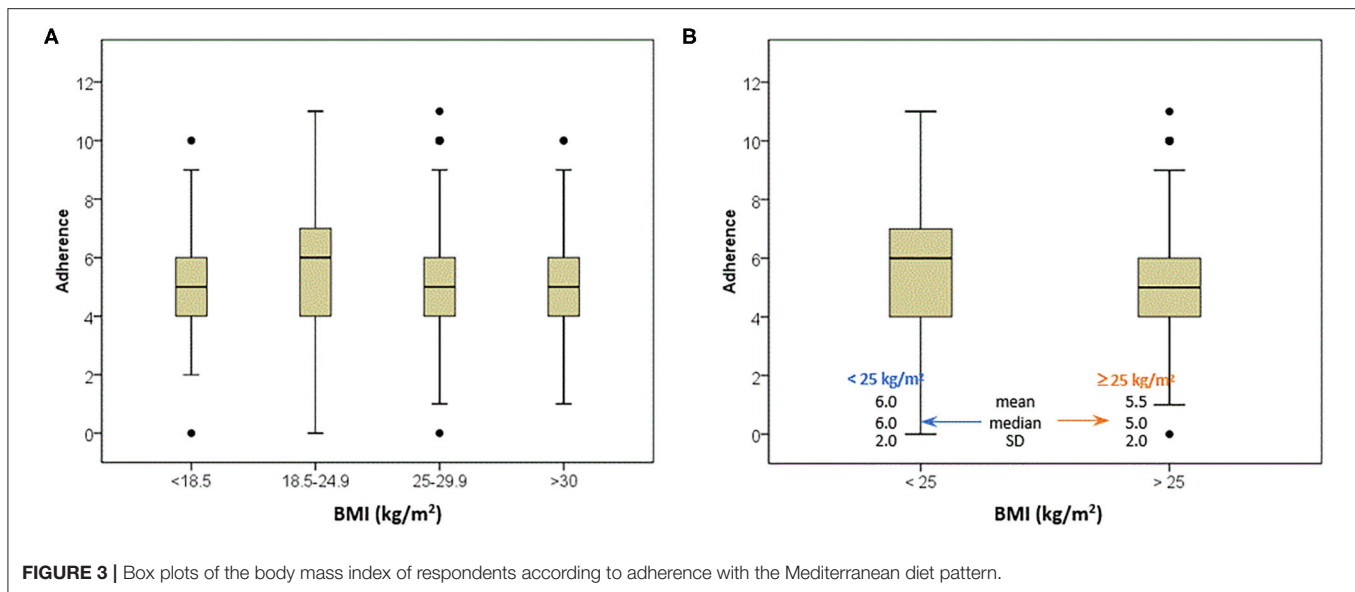 A
12
10
8
6
4
2
0
Adherence
<18.5
18.5-24.9
25-29.9
>30
BMI (kg/m²)
B
12
10
8
6
4
2
0
Adherence
< 25 kg/m²
≥ 25 kg/m²
6.0 mean 5.5
6.0 median 5.0
2.0 SD 2.0
< 25
> 25
BMI (kg/m²)
FIGURE 3 | Box plots of the body mass index of respondents according to adherence with the Mediterranean diet pattern.